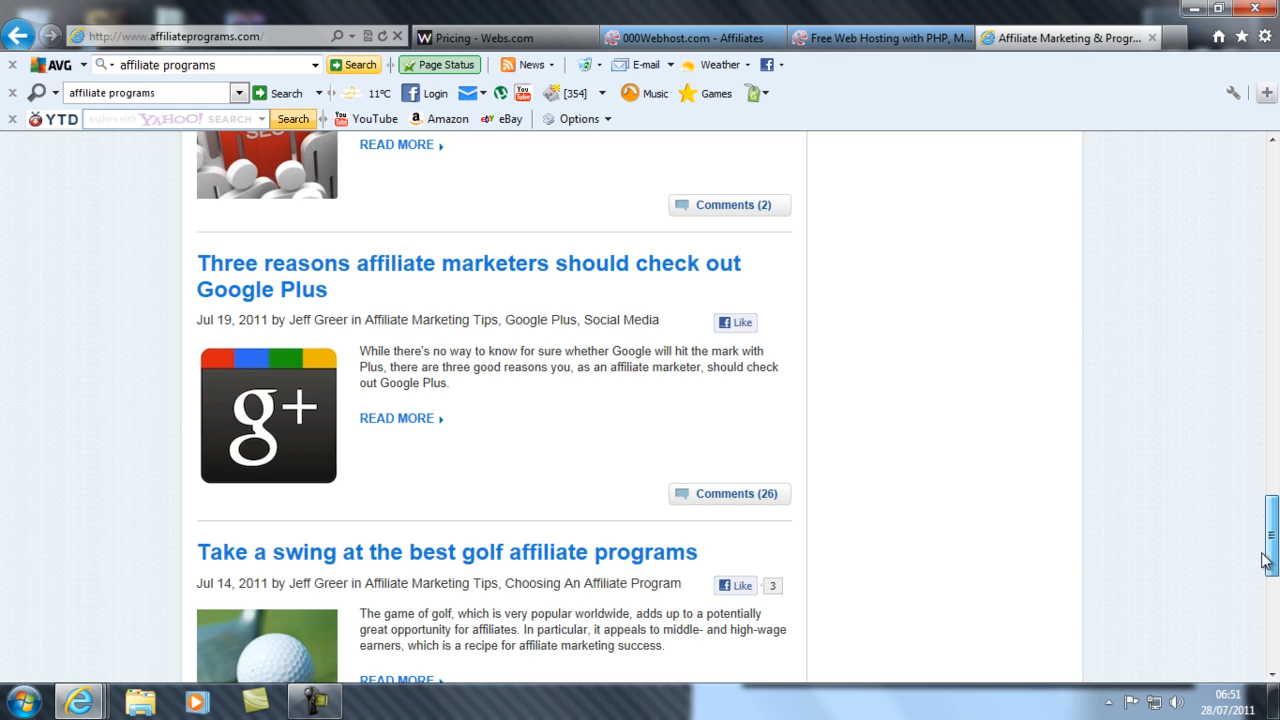 http://www.affiliateprograms.com/
Pricing - Webs.com
000Webhost.com - Affiliates
Free Web Hosting with PHP, M...
Affiliate Marketing & Progr...
AVG
affiliate programs
Search
Page Status
News
E-mail
Weather
affiliate programs
Search
11°C
Login
[354]
Music
Games
YTD
explore with YAHOO! SEARCH
Search
YouTube
Amazon
eBay
Options
SEO
READ MORE
Comments (2)
Three reasons affiliate marketers should check out
Google Plus
Jul 19, 2011 by Jeff Greer in Affiliate Marketing Tips, Google Plus, Social Media
Like
g+
While there's no way to know for sure whether Google will hit the mark with
Plus, there are three good reasons you, as an affiliate marketer, should check
out Google Plus.
READ MORE
Comments (26)
Take a swing at the best golf affiliate programs
Jul 14, 2011 by Jeff Greer in Affiliate Marketing Tips, Choosing An Affiliate Program
Like
3
The game of golf, which is very popular worldwide, adds up to a potentially
great opportunity for affiliates. In particular, it appeals to middle- and high-wage
earners, which is a recipe for affiliate marketing success.
READ MORE
06:51
28/07/2011